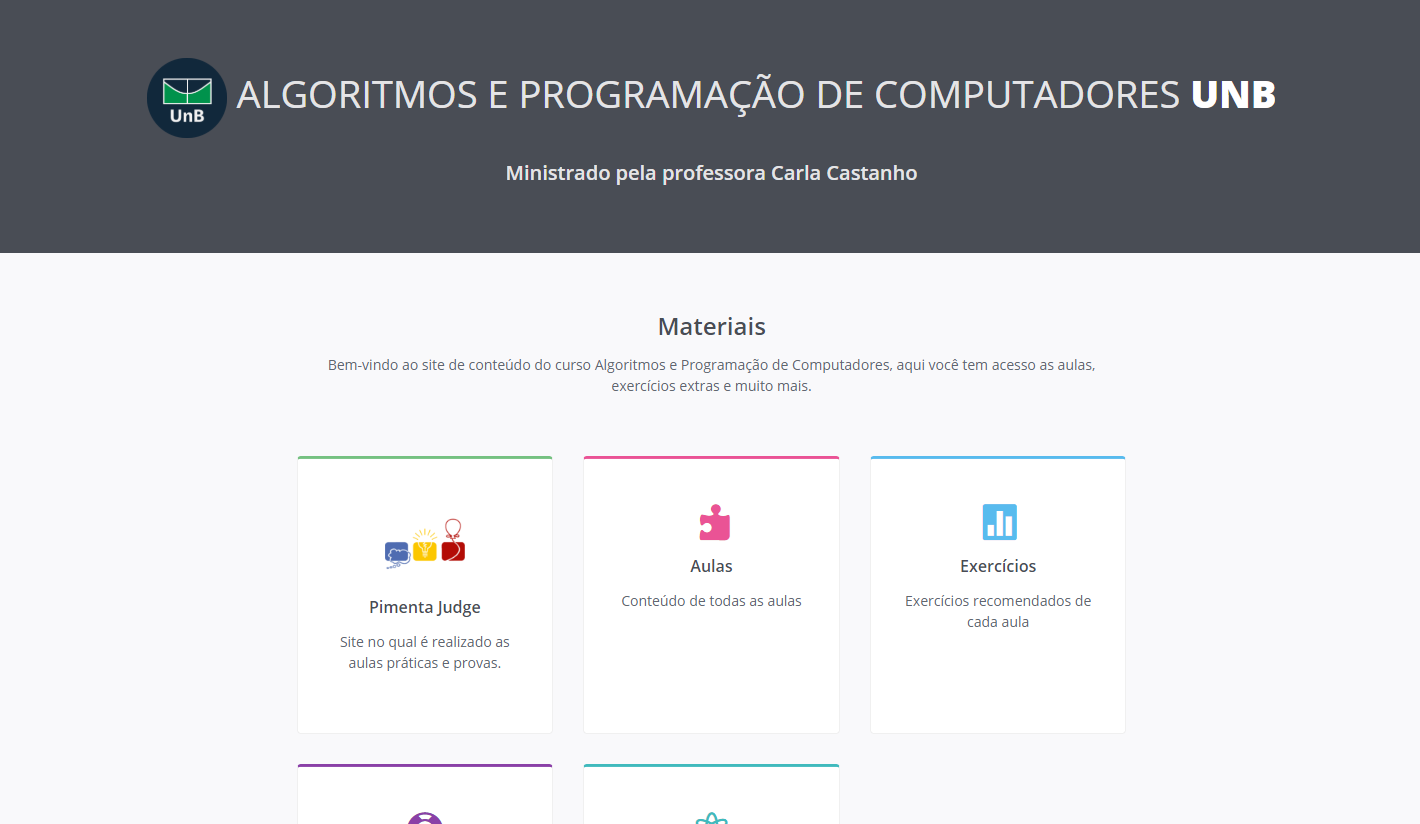 UnB
ALGORITMOS E PROGRAMAÇÃO DE COMPUTADORES UNB
Ministrado pela professora Carla Castanho
Materiais
Bem-vindo ao site de conteúdo do curso Algoritmos e Programação de Computadores, aqui você tem acesso as aulas,
exercícios extras e muito mais.
Pimenta Judge
Site no qual é realizado as
aulas práticas e provas.
Aulas
Conteúdo de todas as aulas
Exercícios
Exercícios recomendados de
cada aula